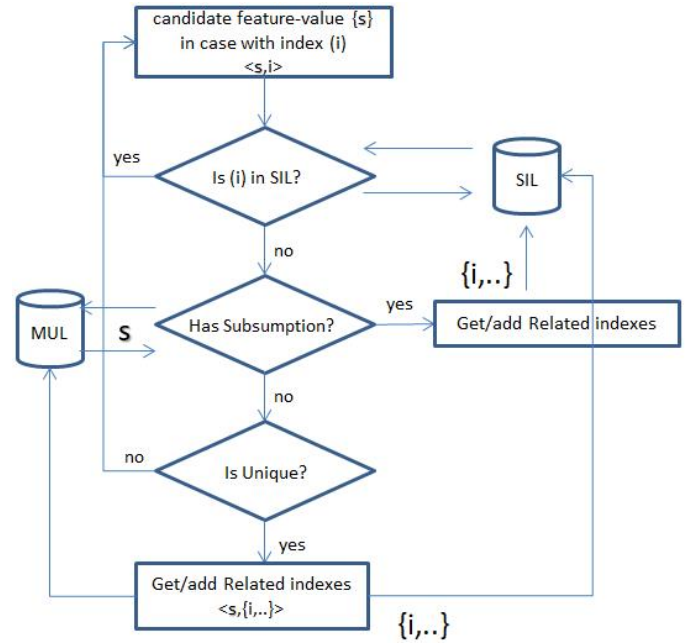 candidate feature-value {s}
in case with index (i)
<s,i>
yes
Is (i) in SIL?
SIL
no
{i,..}
MUL
S
Has Subsumption?
yes
Get/add Related indexes
no
no
Is Unique?
yes
Get/add Related indexes
<s,{i,..}>
{i,..}